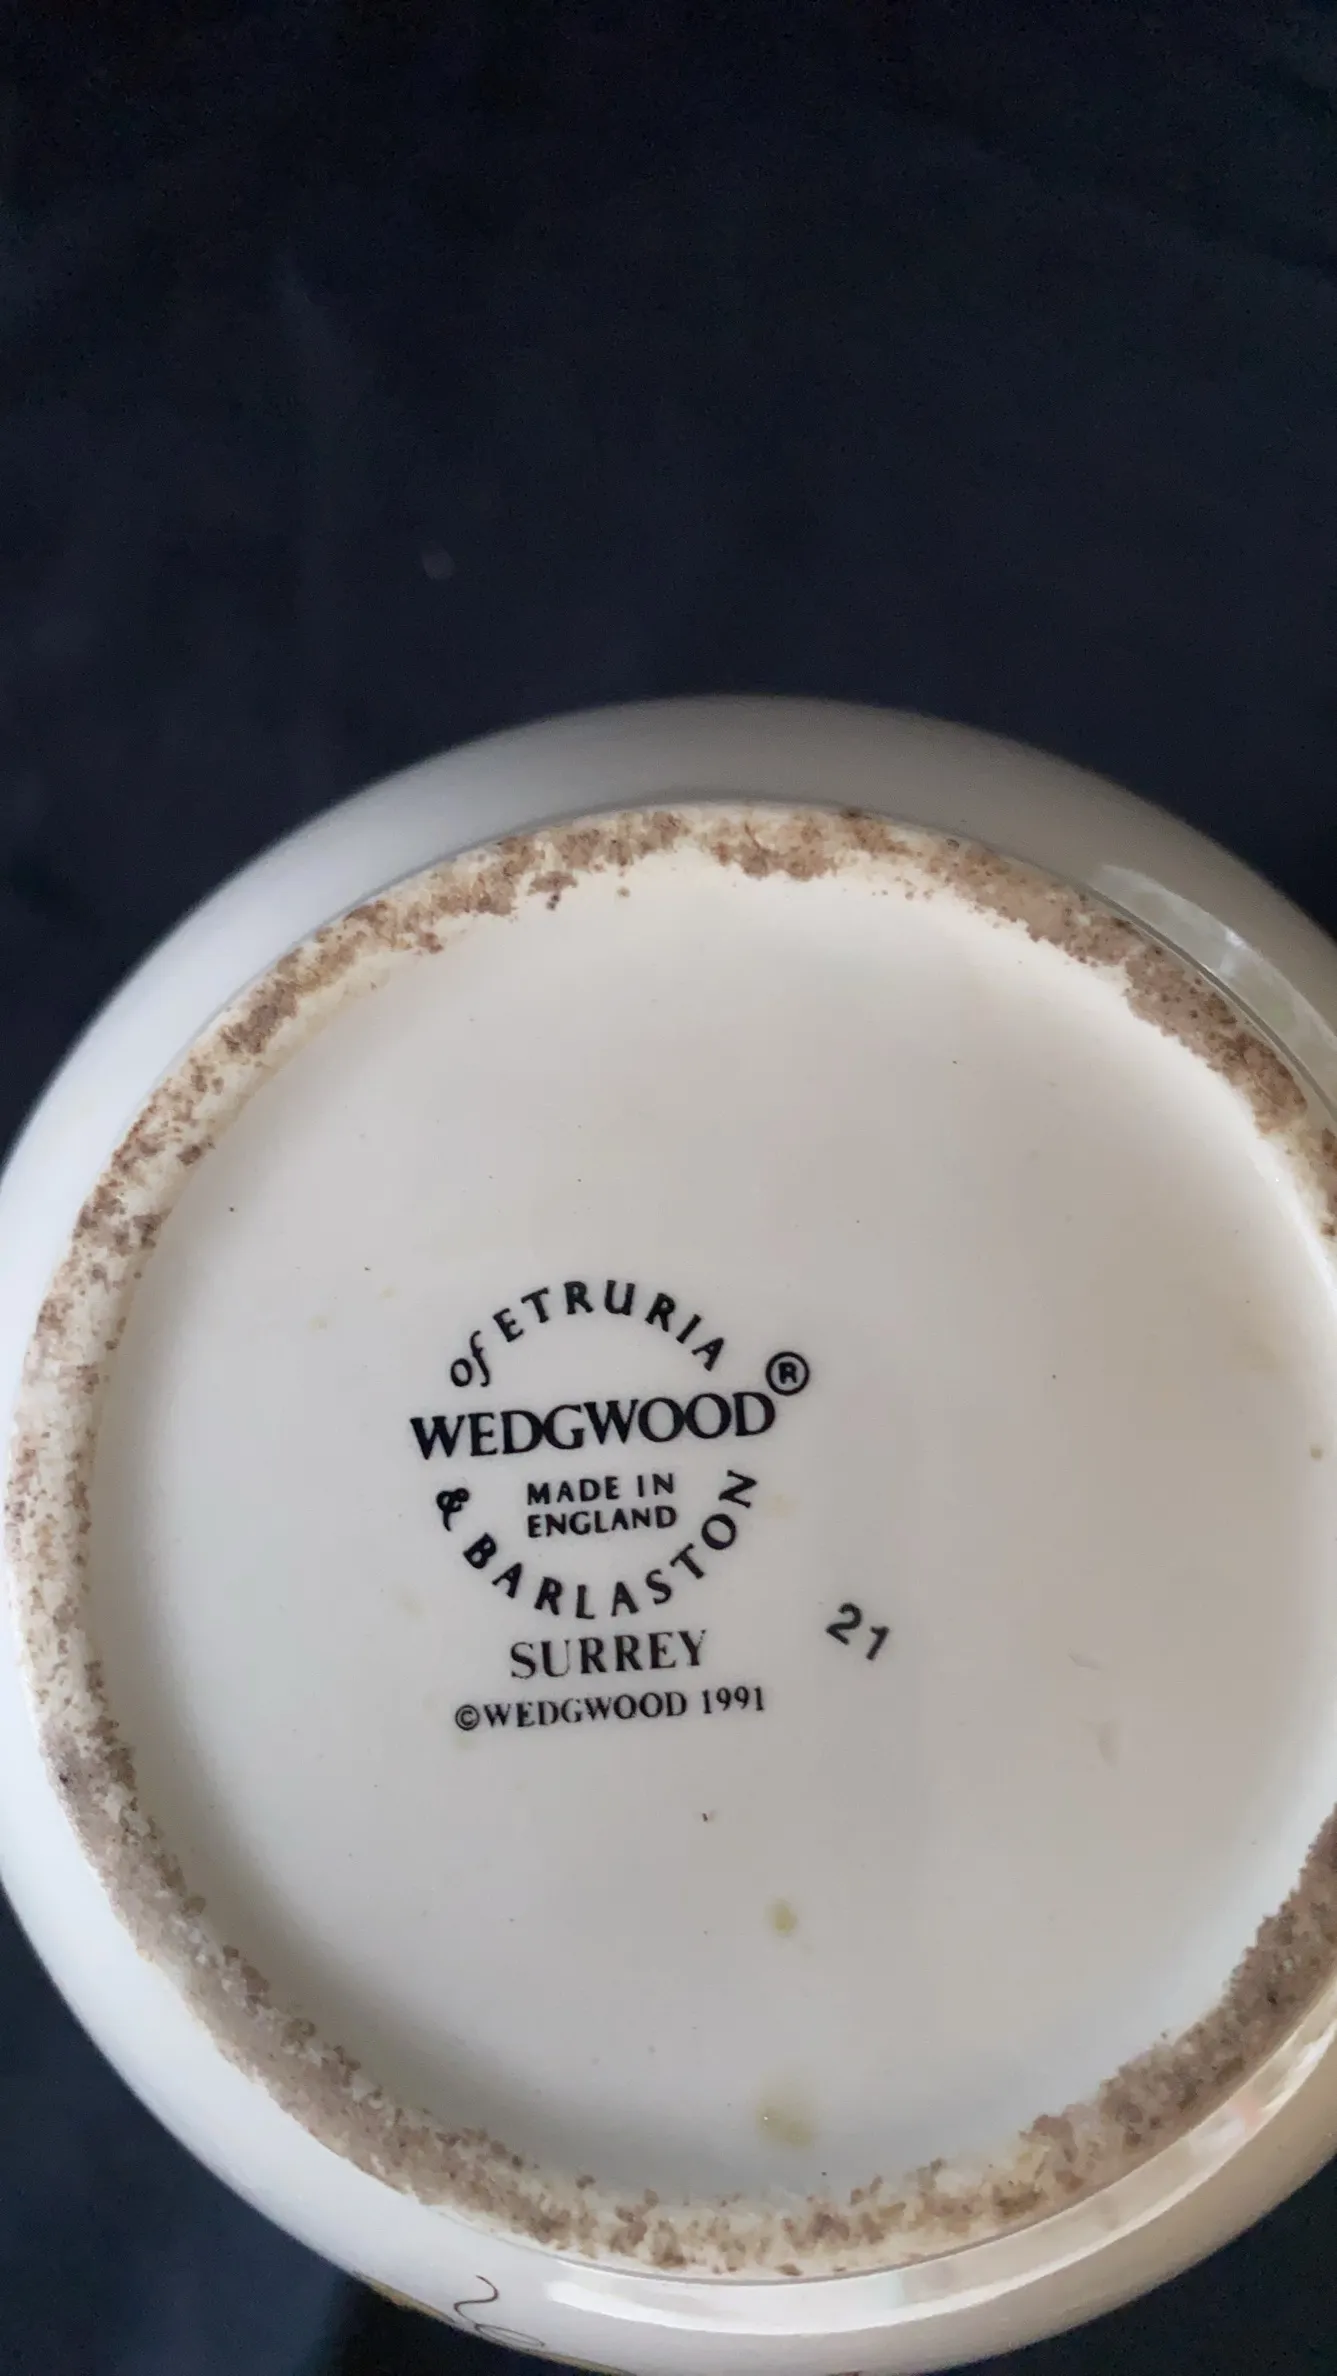 of ETRURIA
WEDGWOOD®
MADE IN
ENGLAND
& BARLASTON
SURREY
©WEDGWOOD 1991
21